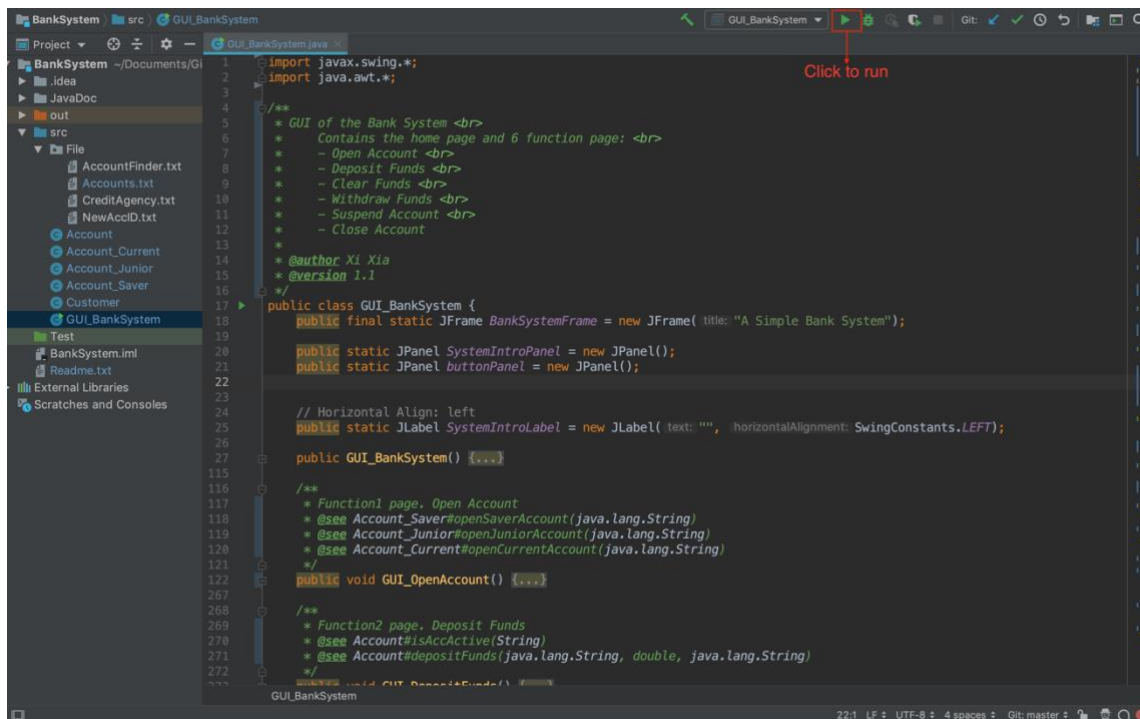 BankSystem src GUI_BankSystem
GUI_BankSystem Git:
Project
GUI_BankSystem.java
BankSystem ~/Documents/Gi
.idea
JavaDoc
out
src
File
AccountFinder.txt
Accounts.txt
CreditAgency.txt
NewAccID.txt
Account
Account_Current
Account_Junior
Account_Saver
Customer
GUI_BankSystem
Test
BankSystem.iml
Readme.txt
External Libraries
Scratches and Consoles
Click to run
1 import javax.swing.*;
2 import java.awt.*;
3
4 /**
5 * GUI of the Bank System <br>
6 * Contains the home page and 6 function page: <br>
7 * - Open Account <br>
8 * - Deposit Funds <br>
9 * - Clear Funds <br>
10 * - Withdraw Funds <br>
11 * - Suspend Account <br>
12 * - Close Account
13 *
14 * @author Xi Xia
15 * @version 1.1
16 */
17 public class GUI_BankSystem {
18 public final static JFrame BankSystemFrame = new JFrame( title: "A Simple Bank System");
19
20 public static JPanel SystemIntroPanel = new JPanel();
21 public static JPanel buttonPanel = new JPanel();
22
23
24 // Horizontal Align: left
25 public static JLabel SystemIntroLabel = new JLabel( text: "", horizontalAlignment: SwingConstants.LEFT);
26
27 public GUI_BankSystem() {...}
115
116 /**
117 * Function1 page. Open Account
118 * @see Account_Saver#openSaverAccount(java.lang.String)
119 * @see Account_Junior#openJuniorAccount(java.lang.String)
120 * @see Account_Current#openCurrentAccount(java.lang.String)
121 */
122 public void GUI_OpenAccount() {...}
267
268 /**
269 * Function2 page. Deposit Funds
270 * @see Account#isAccActive(String)
271 * @see Account#depositFunds(java.lang.String, double, java.lang.String)
272 */
273 public void GUI_DepositFunds() {...}
GUI_BankSystem
22:1 LF UTF-8 4 spaces Git: master